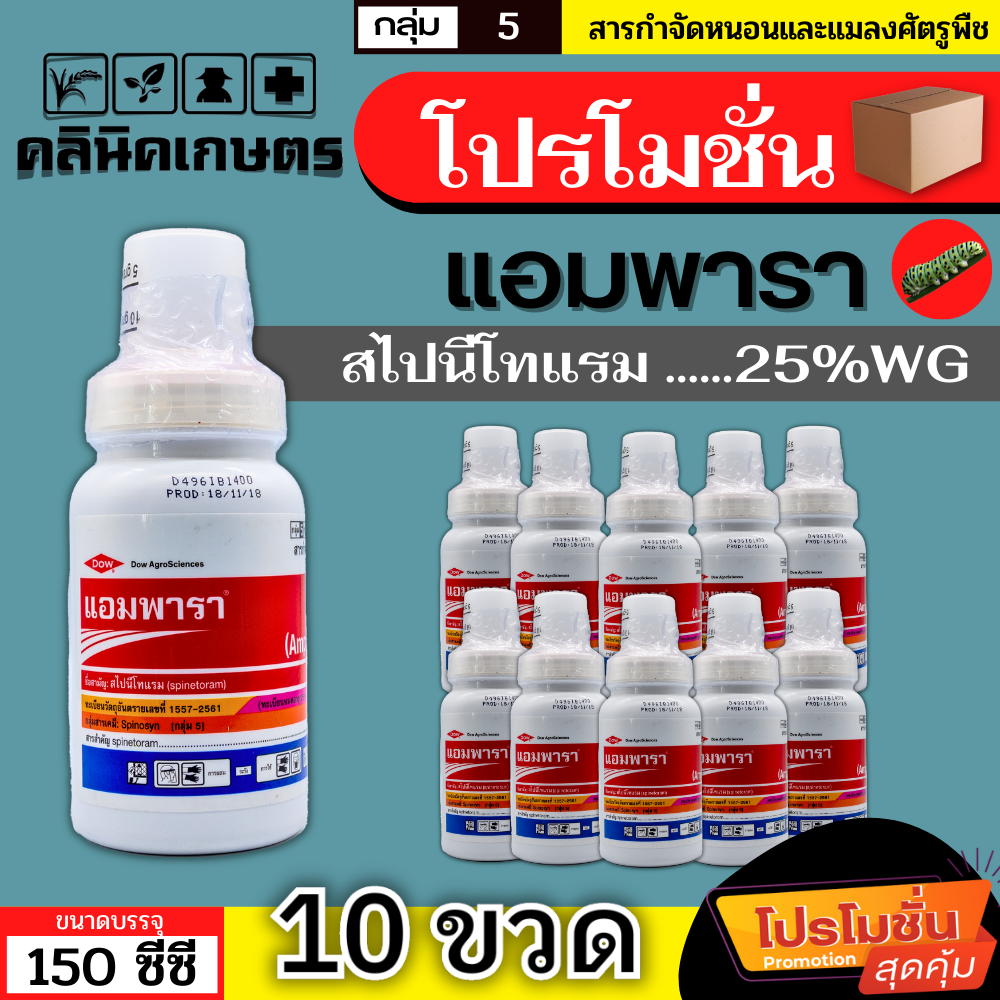 กลุ่ม 5 สารกำจัดหนอนและแมลงศัตรูพืช
คลินิคเกษตร
โปรโมชั่น
แอมพารา
สไปนีโทแรม ......25%WG
5 gr
10 g
D496IB14D0
PROD:18/11/18
DOW
Dow AgroSciences
แอมพารา®
(Am
ชื่อสามัญ: สไปนีโทแรม (spinetoram)
ทะเบียนวัตถุอันตรายเลขที่ 1557-2561
กลุ่มสารเคมี: Spinosyn [กลุ่ม 5]
สารสำคัญ spinetoram
ขนาดบรรจุ
150 ซีซี
10 ขวด
โปรโมชั่น
Promotion
สุดคุ้ม